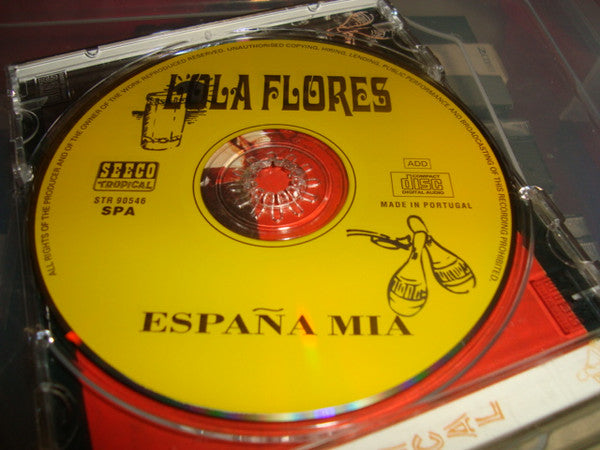 ALL RIGHTS OF THE PRODUCER AND OF THE OWNER OF THE WORK REPRODUCED RESERVED. UNAUTHORISED COPYING, HIRING, LENDING, PUBLIC PERFORMANCE AND BROADCASTING OF THIS RECORDING PROHIBITED.
LOLA FLORES
SEECO
TROPICAL
STR 90546
SPA
ADD
COMPACT
disc
DIGITAL AUDIO
MADE IN PORTUGAL
ESPAÑA MIA
CAL